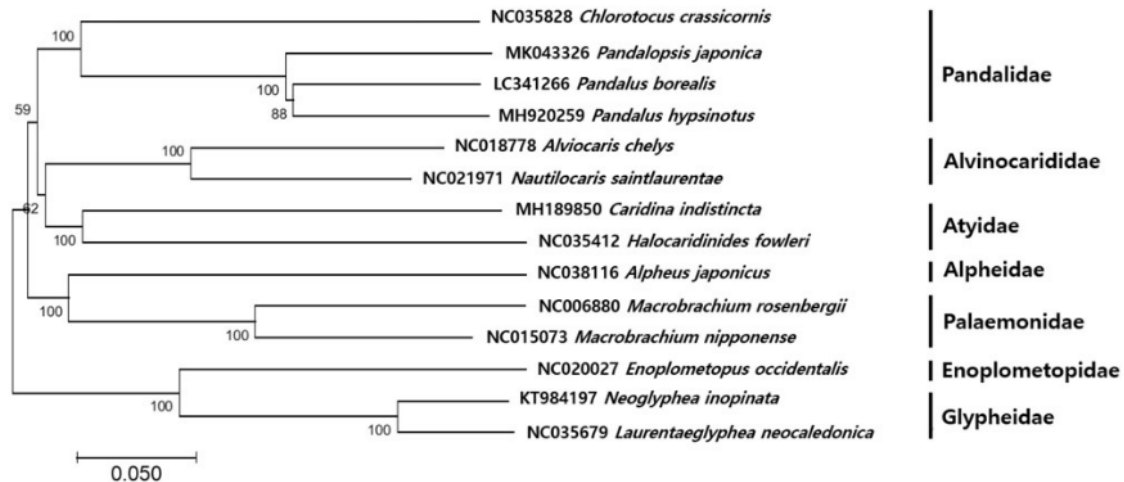 NC035828 Chlorotocus crassicornis
100
MK043326 Pandalopsis japonica
Pandalidae
100
LC341266 Pandalus borealis
59
88
MH920259 Pandalus hypsinotus
NC018778 Alviocaris chelys
100
Alvinocarididae
NC021971 Nautilocaris saintlaurentae
62
MH189850 Caridina indistincta
Atyidae
100
NC035412 Halocaridinides fowleri
NC038116 Alpheus japonicus
Alpheidae
100
NC006880 Macrobrachium rosenbergii
Palaemonidae
100
NC015073 Macrobrachium nipponense
NC020027 Enoplometopus occidentalis
Enoplometopidae
100
KT984197 Neoglyphea inopinata
Glypheidae
100
NC035679 Laurentaeglyphea neocaledonica
0.050